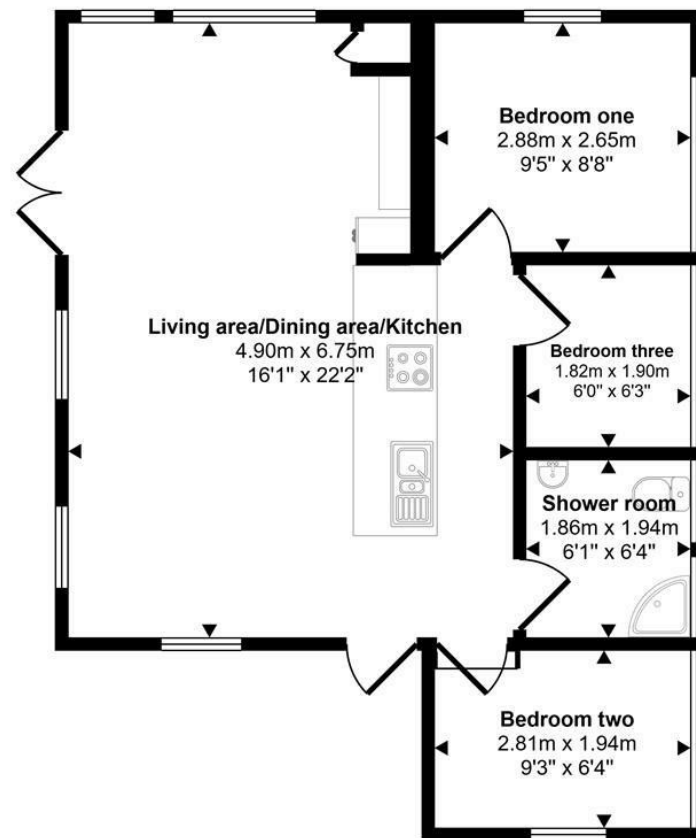 Bedroom one
2.88m x 2.65m
9'5" x 8'8"
Living area/Dining area/Kitchen
4.90m x 6.75m
16'1" x 22'2"
Bedroom three
1.82m x 1.90m
6'0" x 6'3"
Shower room
1.86m x 1.94m
6'1" x 6'4"
Bedroom two
2.81m x 1.94m
9'3" x 6'4"